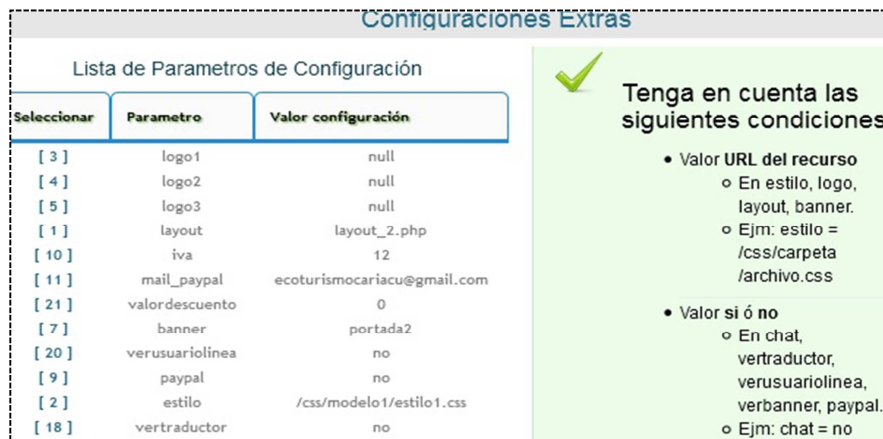 Configuraciones Extras
Lista de Parametros de Configuración
Seleccionar Parametro Valor configuración
[ 3 ] logo1 null
[ 4 ] logo2 null
[ 5 ] logo3 null
[ 1 ] layout layout_2.php
[ 10 ] iva 12
[ 11 ] mail_paypal ecoturismocariacu@gmail.com
[ 21 ] valordescuento 0
[ 7 ] banner portada2
[ 20 ] verusuariolinea no
[ 9 ] paypal no
[ 2 ] estilo /css/modelo1/estilo1.css
[ 18 ] vertraductor no
Tenga en cuenta las
siguientes condiciones
• Valor URL del recurso
o En estilo, logo,
layout, banner.
o Ejm: estilo =
/css/carpeta
/archivo.css
• Valor si ó no
o En chat,
vertraductor,
verusuariolinea,
verbanner, paypal.
o Ejm: chat = no